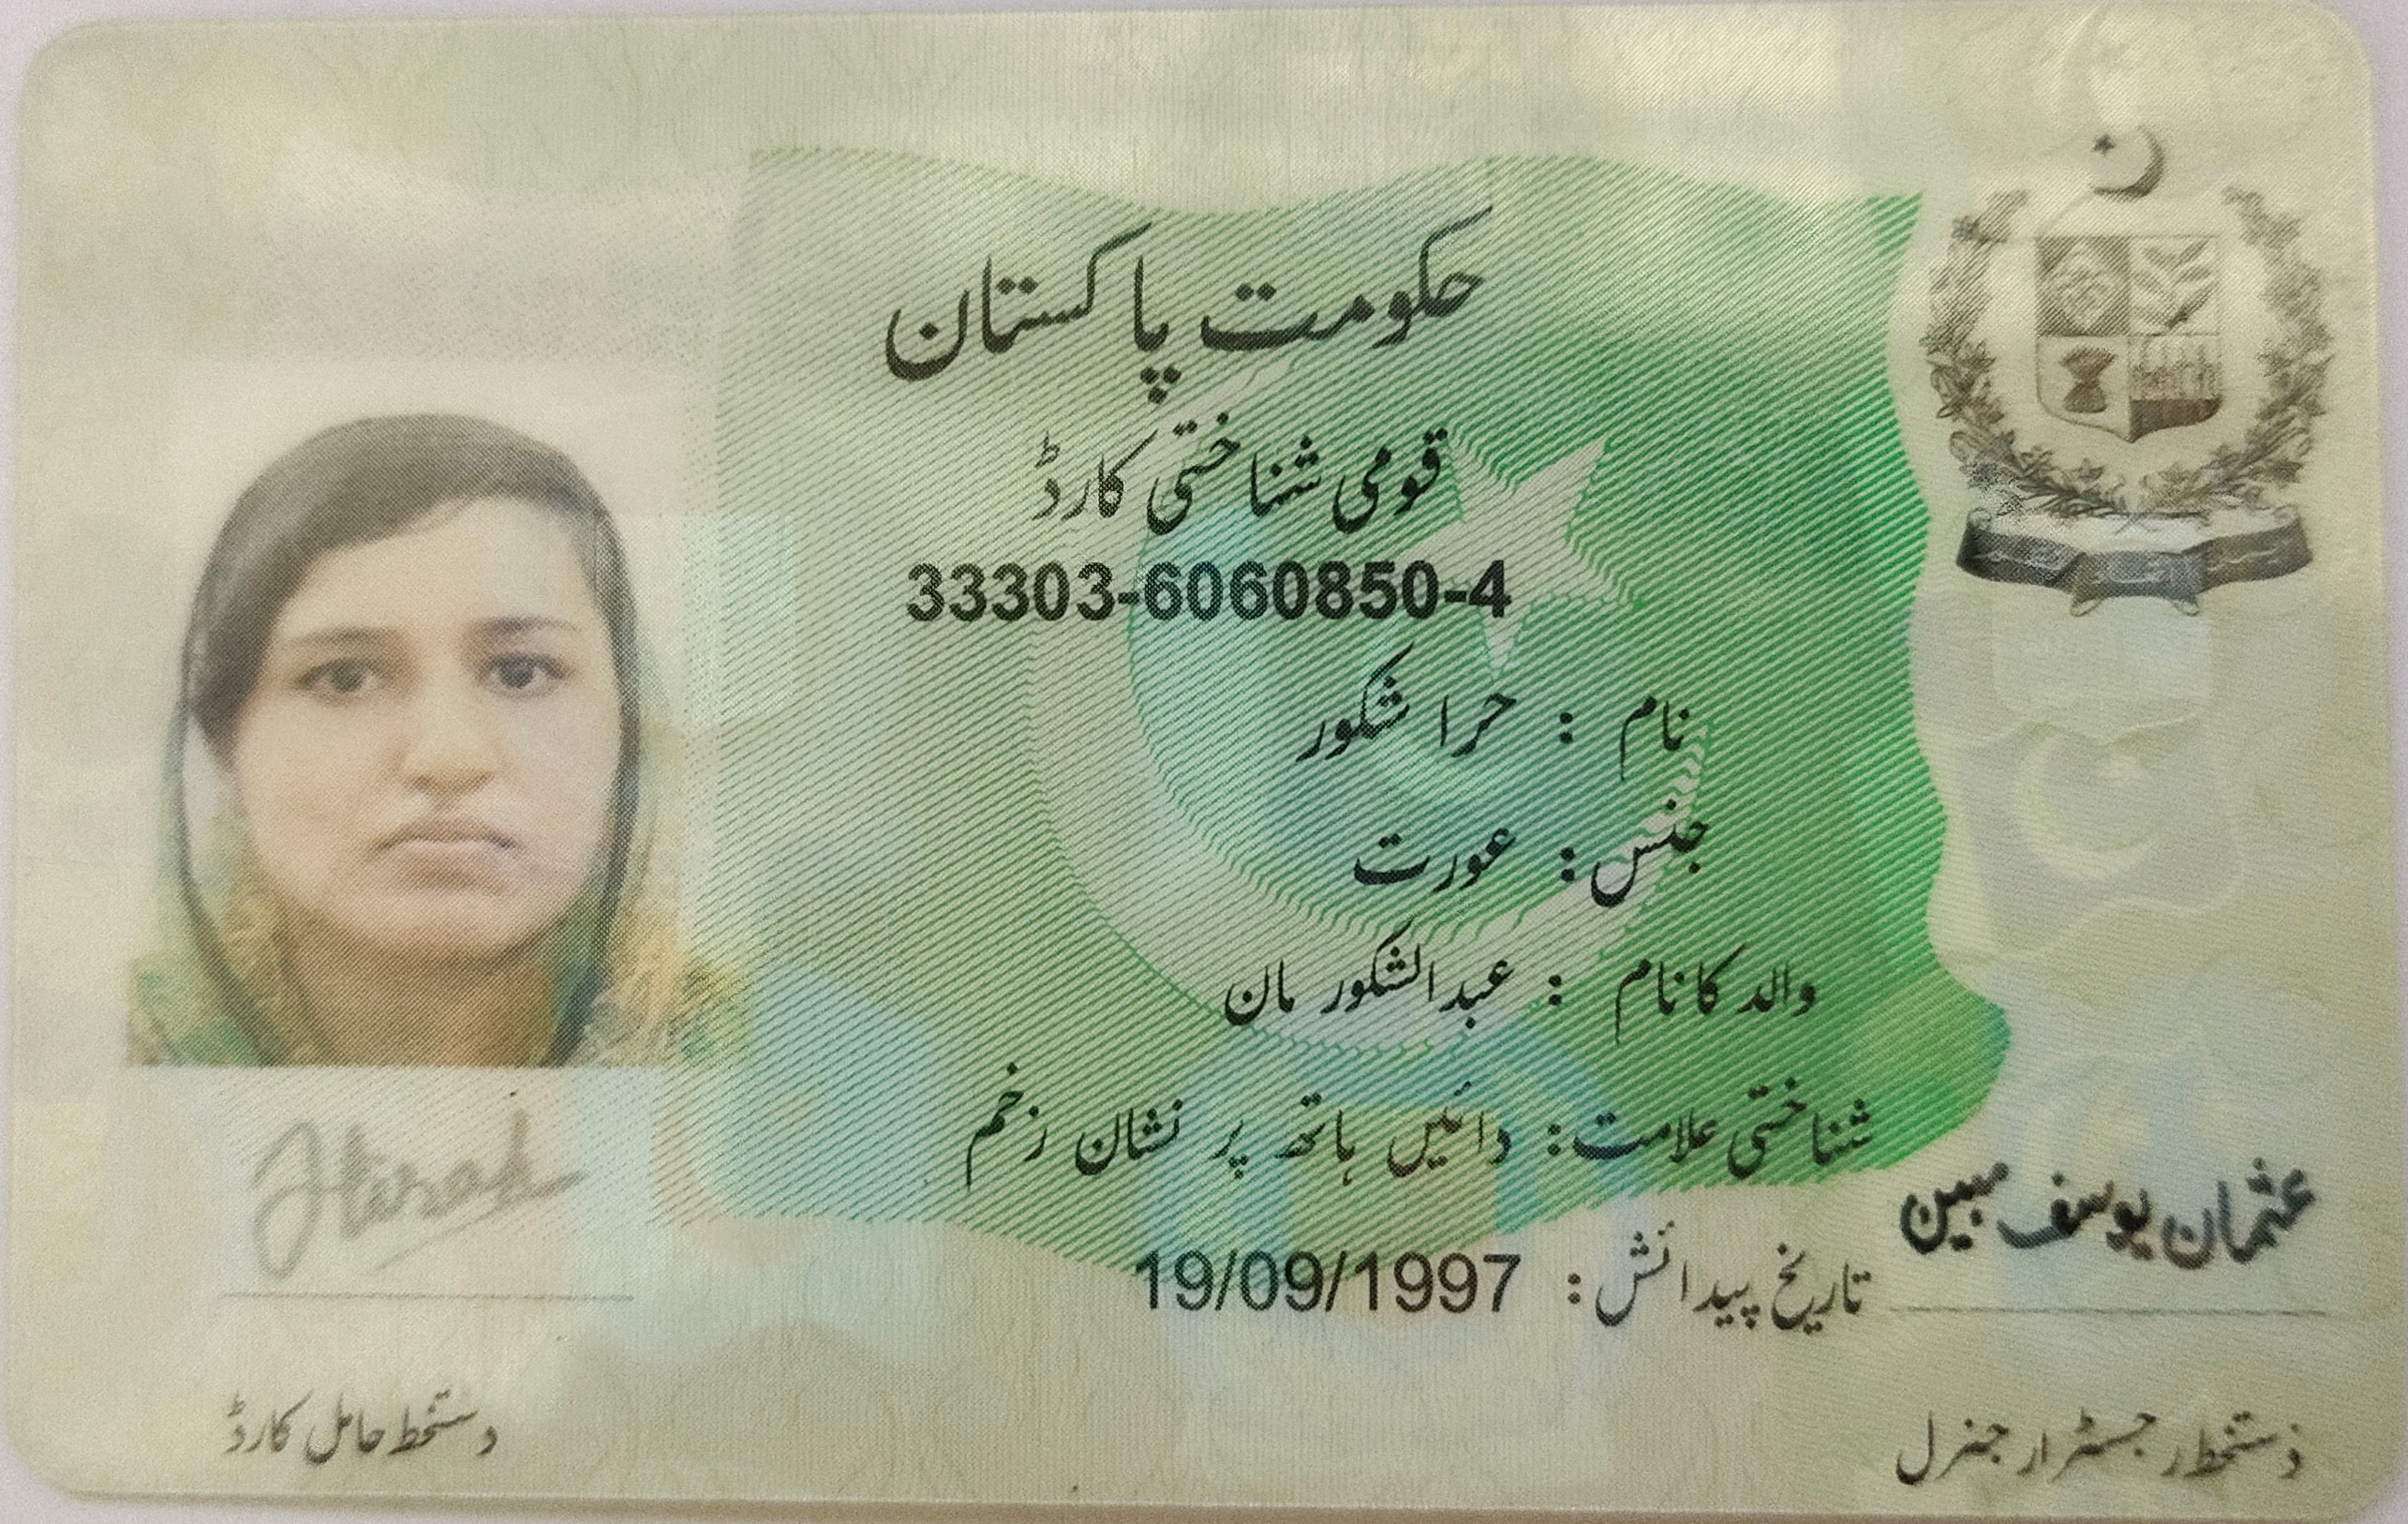 حکومت پاکستان
قومی شناختی کارڈ
33303-6060850-4
نام : حرا شکور
جنس : عورت
والد کا نام : عبدالشکور مان
شناختی علامت: دائیں ہاتھ پر نشان زخم
تاریخ پیدائش: 19/09/1997
عثمان یوسف مبین
دستخط رجسٹرار جنرل
Hirah
دستخط حامل کارڈ